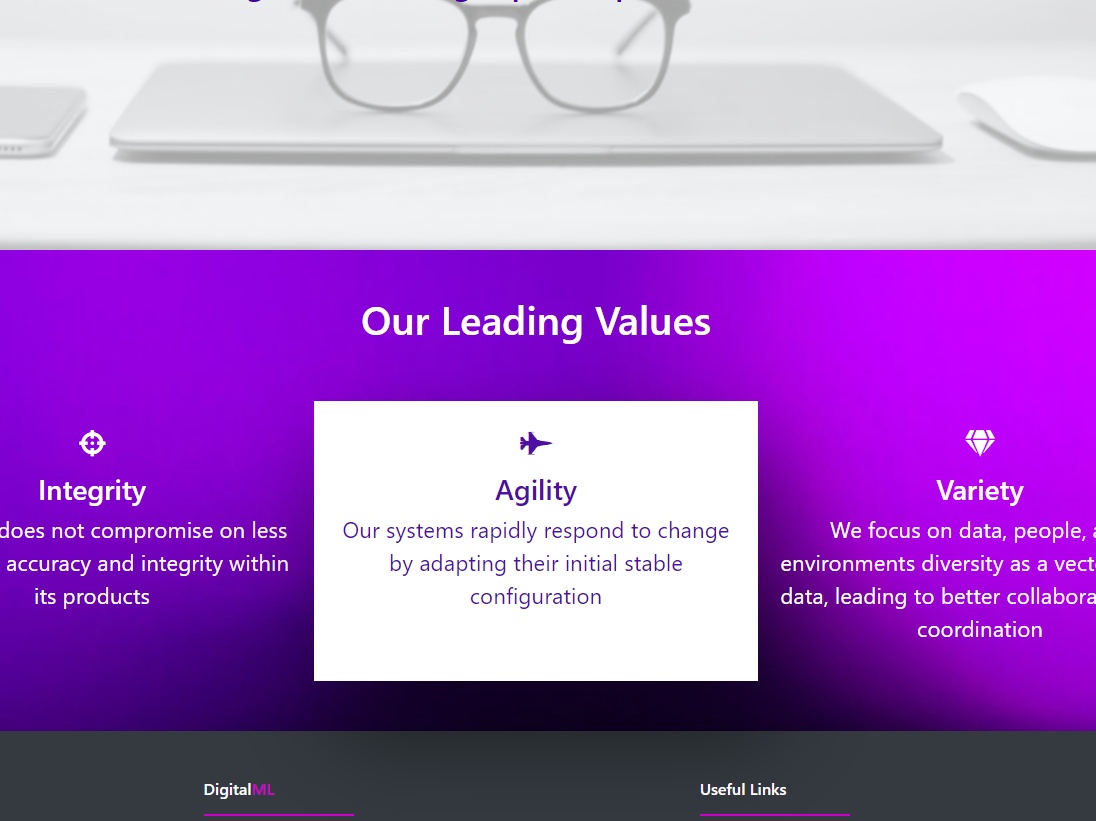 Our Leading Values
Integrity
does not compromise on less
accuracy and integrity within
its products
Agility
Our systems rapidly respond to change
by adapting their initial stable
configuration
Variety
We focus on data, people,
environments diversity as a
data, leading to better
coordination
DigitalML
Useful Links